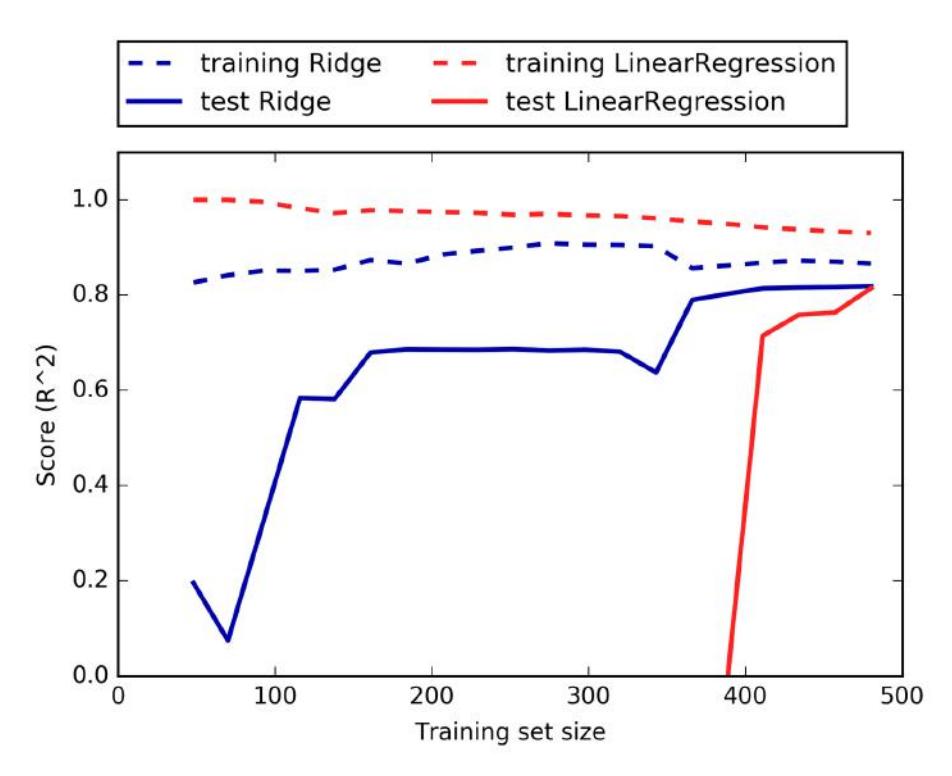 training Ridge
training LinearRegression
test Ridge
test LinearRegression
Score (R^2)
1.0
0.8
0.6
0.4
0.2
0.0
0
100
200
300
400
500
Training set size